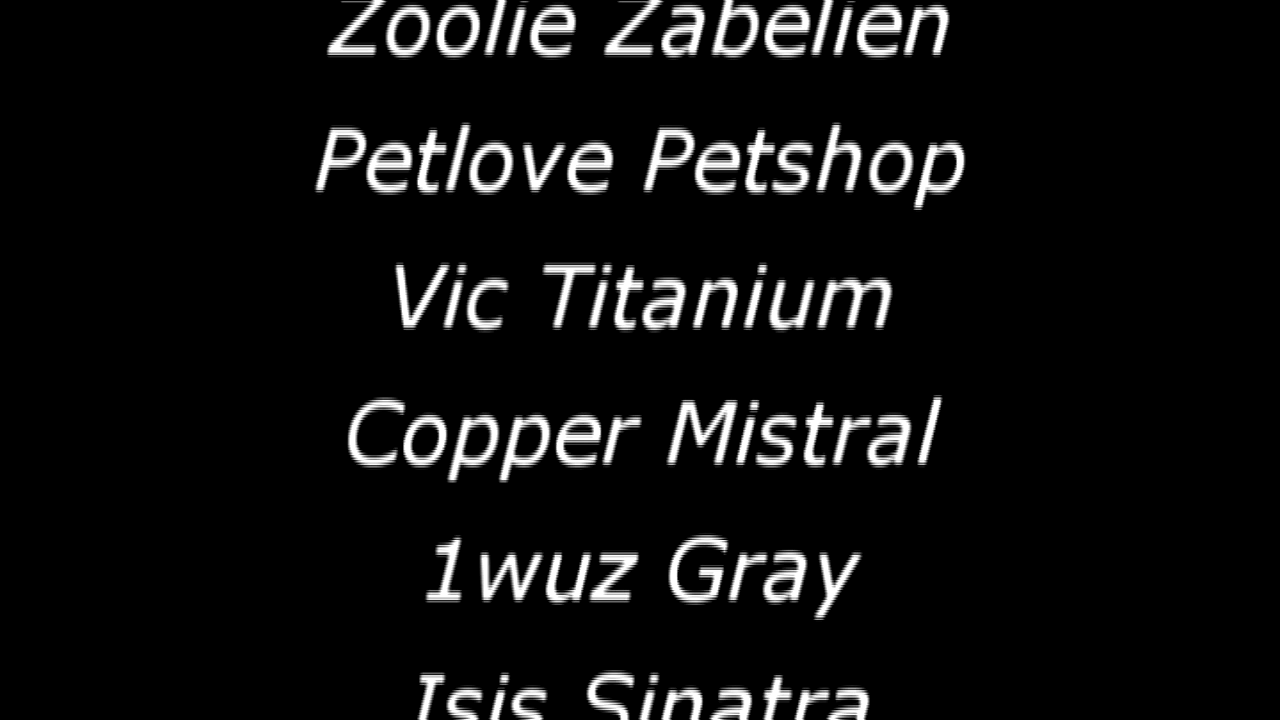 Zoolie Zabelien
Petlove Petshop
Vic Titanium
Copper Mistral
1wuz Gray
Isis Sinatra